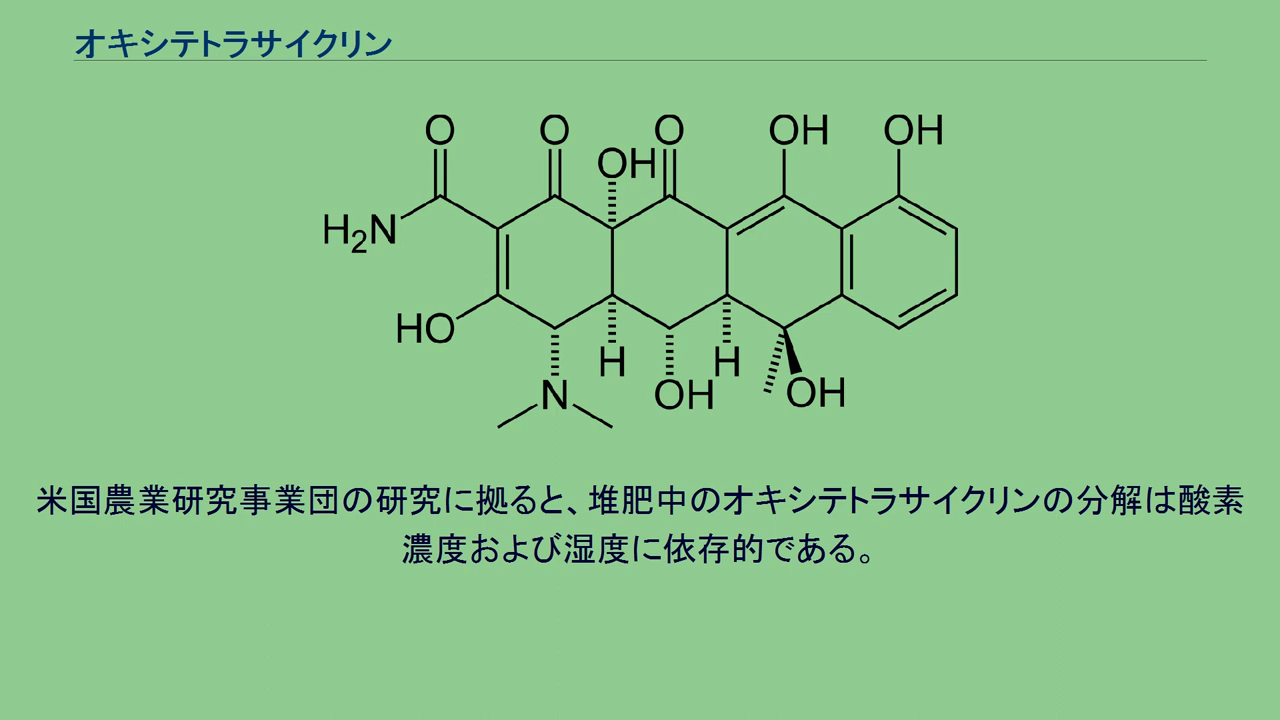 オキシテトラサイクリン
O O O OH OH
OH
H2N
HO
H H
N OH OH
米国農業研究事業団の研究に拠ると、堆肥中のオキシテトラサイクリンの分解は酸素
濃度および湿度に依存的である。